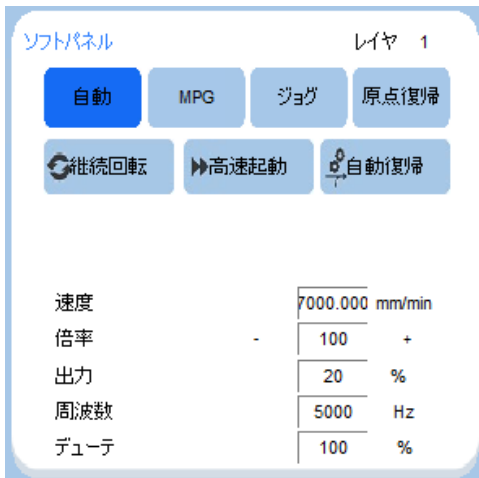 ソフトパネル レイヤ 1
自動 MPG ジョグ 原点復帰
継続回転 高速起動 自動復帰
速度 7000.000 mm/min
倍率 - 100 +
出力 20 %
周波数 5000 Hz
デューテ 100 %